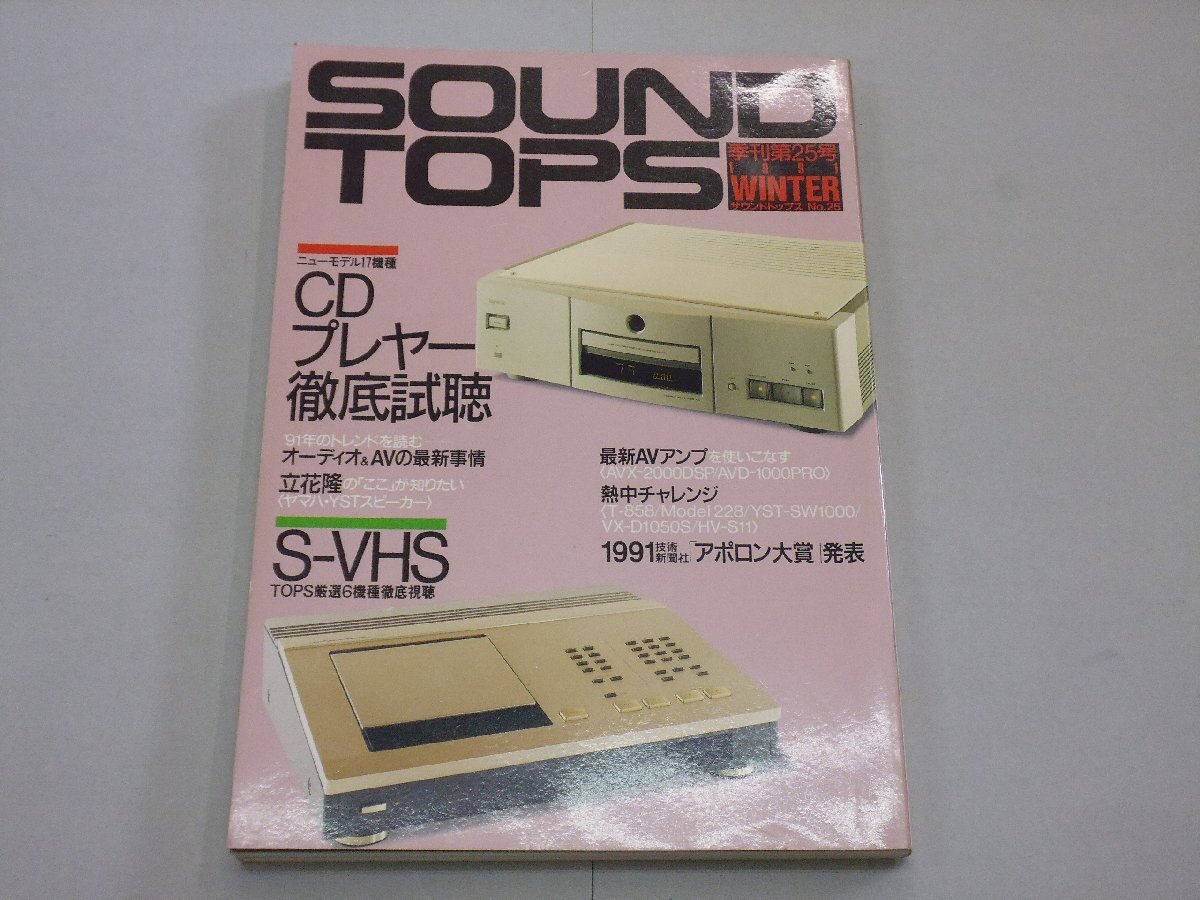 SOUND
TOPS
季刊第25号
1991
WINTER
サウンドトップス No.25
ニューモデル17機種
CD
プレヤー
徹底試聴
'91年のトレンドを読む
オーディオ&AVの最新事情
立花隆の「ここ」が知りたい
〈ヤマハ・YSTスピーカー〉
S-VHS
TOPS厳選6機種徹底視聴
最新AVアンプを使いこなす
〈AVX-2000DSP/AVD-1000PRO〉
熱中チャレンジ
〈T-858/Model 228/YST-SW1000/
VX-D1050S/HV-S11〉
1991技術新聞社「アポロン大賞」発表